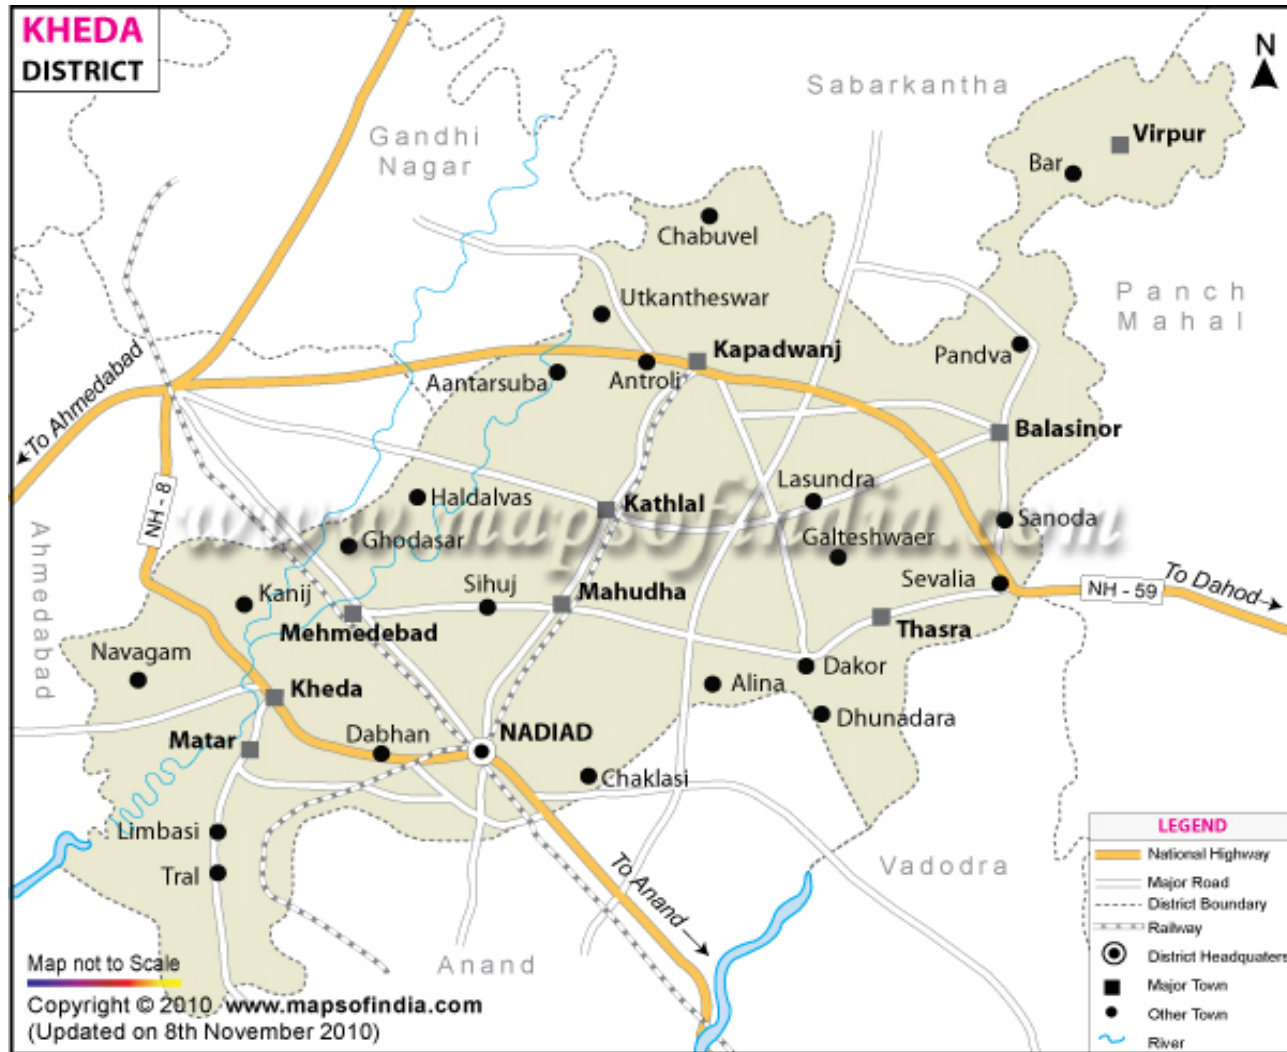 KHEDA
DISTRICT
N
Sabarkantha
Gandhi
Nagar
Virpur
Bar
Chabuvel
Utkantheswar
Panch
Mahal
Kapadwanj
Pandva
Antroli
Aantarsuba
To Ahmedabad
Balasinor
NH - 8
Haldalvas
Kathlal
Lasundra
www.mapsofindia.com
Sanoda
Ahmedabad
Ghodasar
Galteshwaer
Sihuj
Mahudha
Sevalia
NH - 59
To Dahod
Kanij
Mehmedebad
Thasra
Navagam
Dakor
Kheda
Alina
Dhunadara
Matar
Dabhan
NADIAD
Chaklasi
Limbasi
Tral
Vadodra
To Anand
Anand
LEGEND
National Highway
Major Road
District Boundary
Railway
District Headquaters
Major Town
Other Town
River
Map not to Scale
Copyright © 2010 www.mapsofindia.com
(Updated on 8th November 2010)